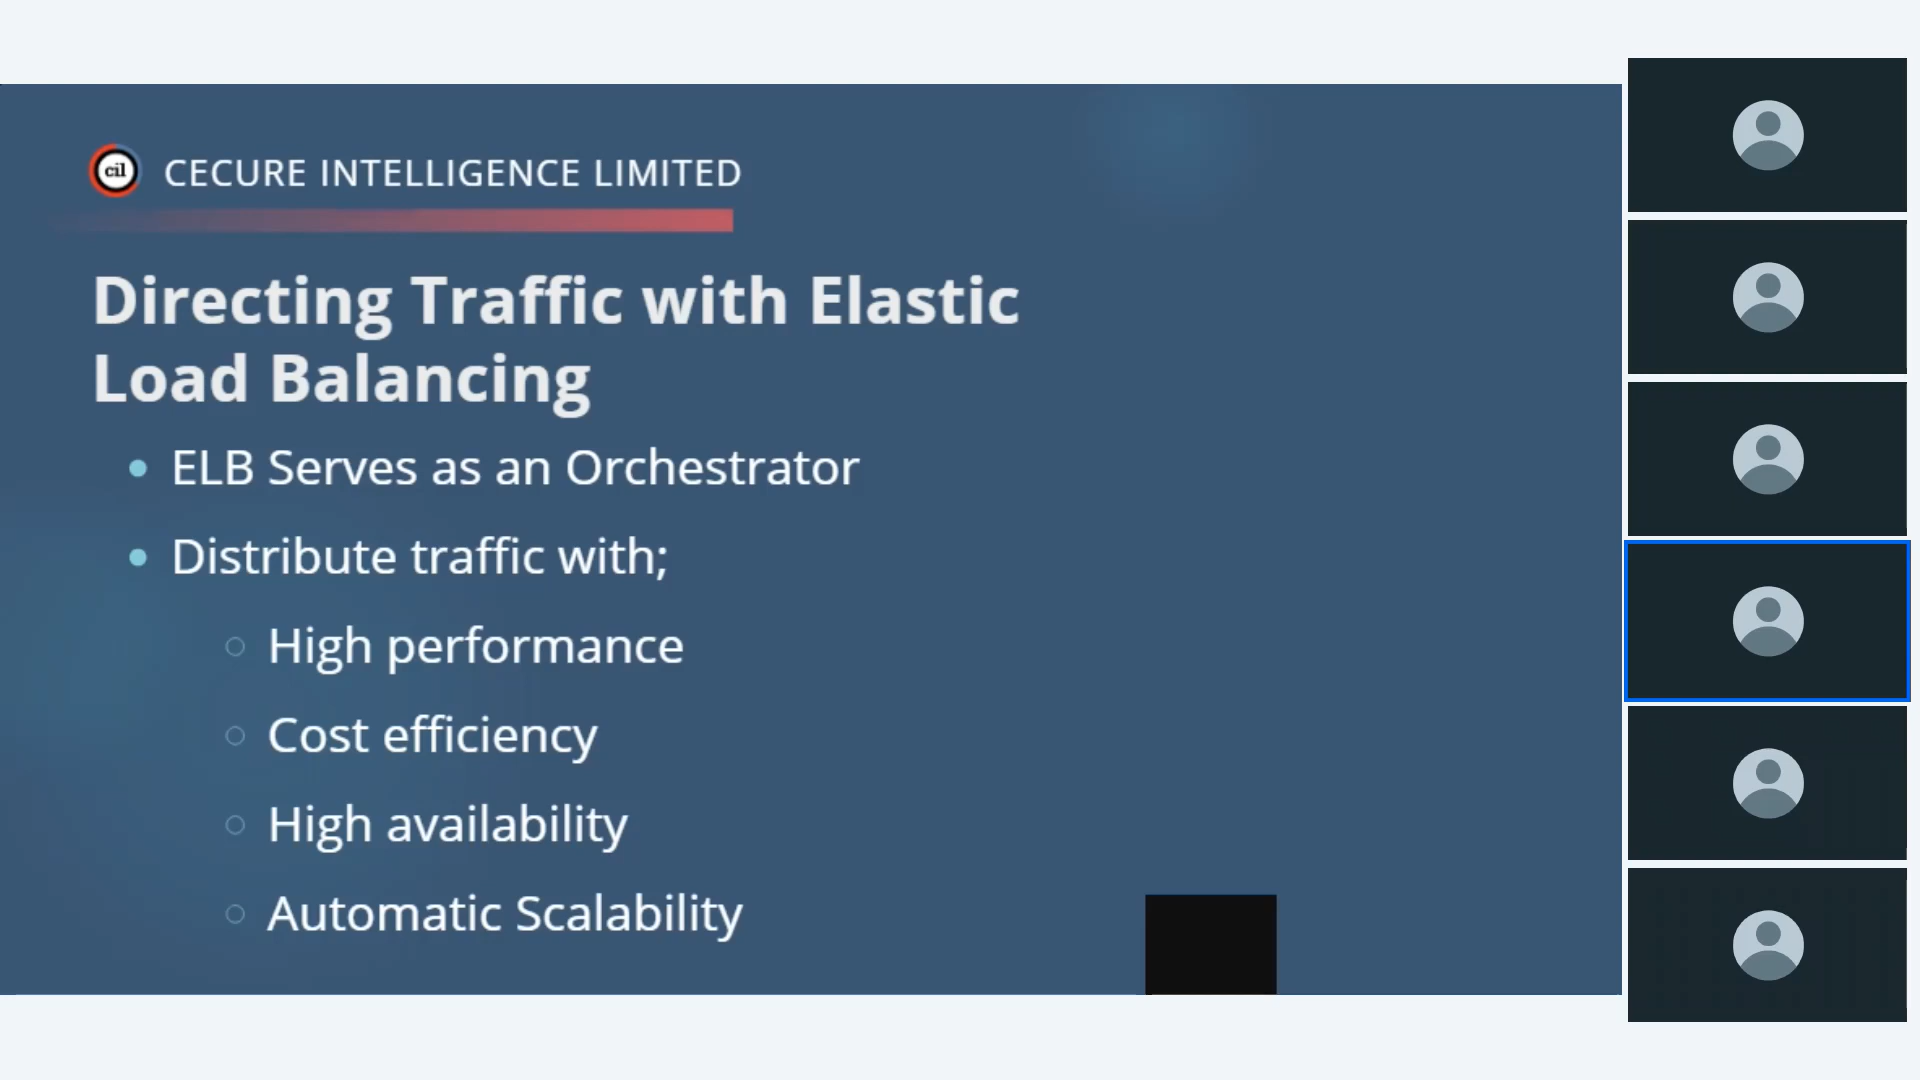 cil
CECURE INTELLIGENCE LIMITED
Directing Traffic with Elastic
Load Balancing
ELB Serves as an Orchestrator
Distribute traffic with;
High performance
Cost efficiency
High availability
Automatic Scalability